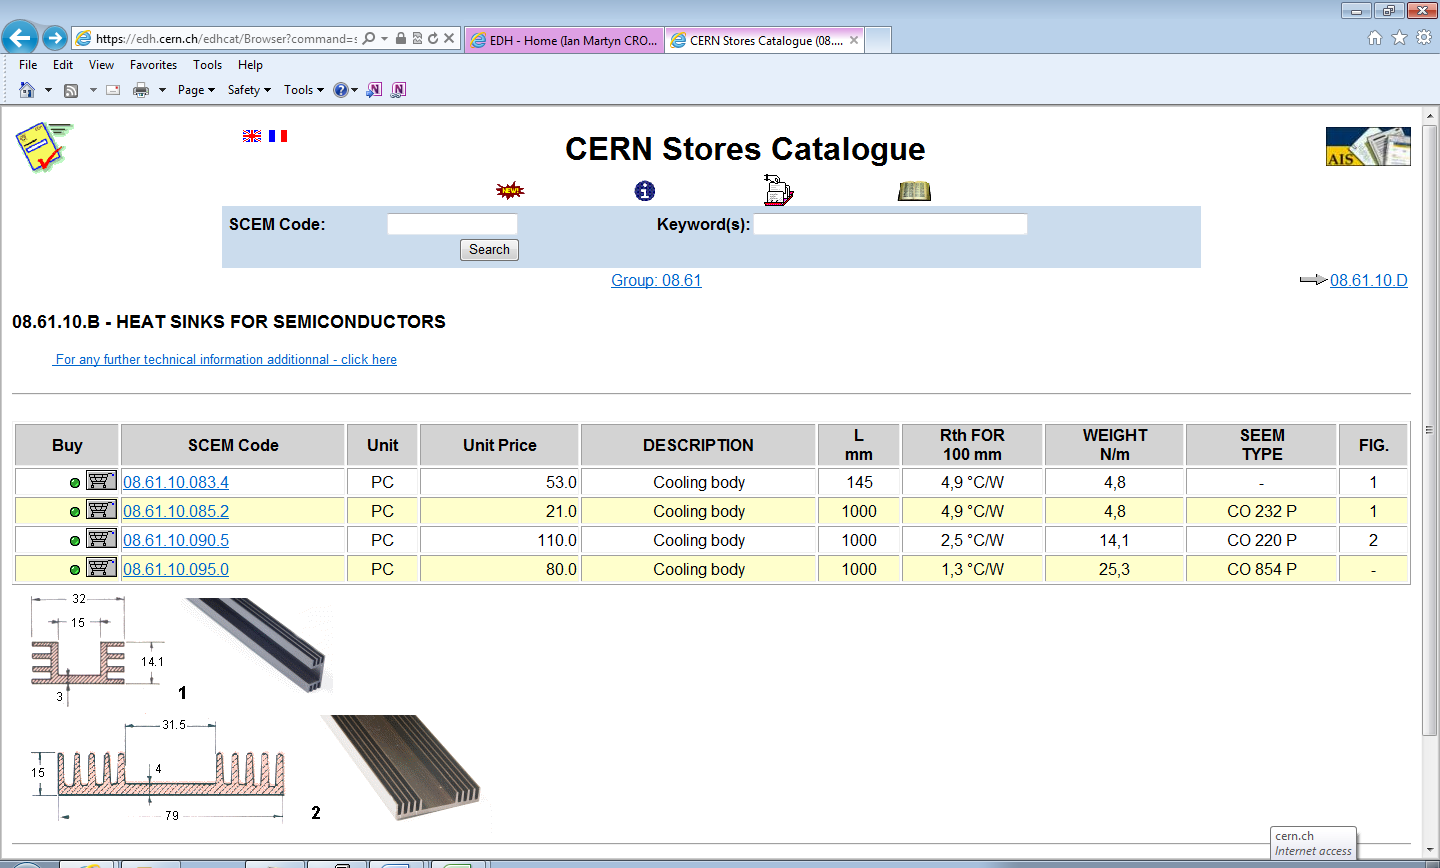 https://edh.cern.ch/edhcat/Browser?command=s
EDH - Home (Ian Martyn CRO...
CERN Stores Catalogue (08....
File Edit View Favorites Tools Help
Page Safety Tools
CERN Stores Catalogue
AIS
NEW!
SCEM Code: Keyword(s):
Search
Group: 08.61
08.61.10.D
08.61.10.B - HEAT SINKS FOR SEMICONDUCTORS
For any further technical information additionnal - click here
Buy SCEM Code Unit Unit Price DESCRIPTION L mm Rth FOR 100 mm WEIGHT N/m SEEM TYPE FIG.
08.61.10.083.4 PC 53.0 Cooling body 145 4,9 °C/W 4,8 - 1
08.61.10.085.2 PC 21.0 Cooling body 1000 4,9 °C/W 4,8 CO 232 P 1
08.61.10.090.5 PC 110.0 Cooling body 1000 2,5 °C/W 14,1 CO 220 P 2
08.61.10.095.0 PC 80.0 Cooling body 1000 1,3 °C/W 25,3 CO 854 P -
32
15
14.1
3
1
31.5
15
4
79
2
cern.ch
Internet access